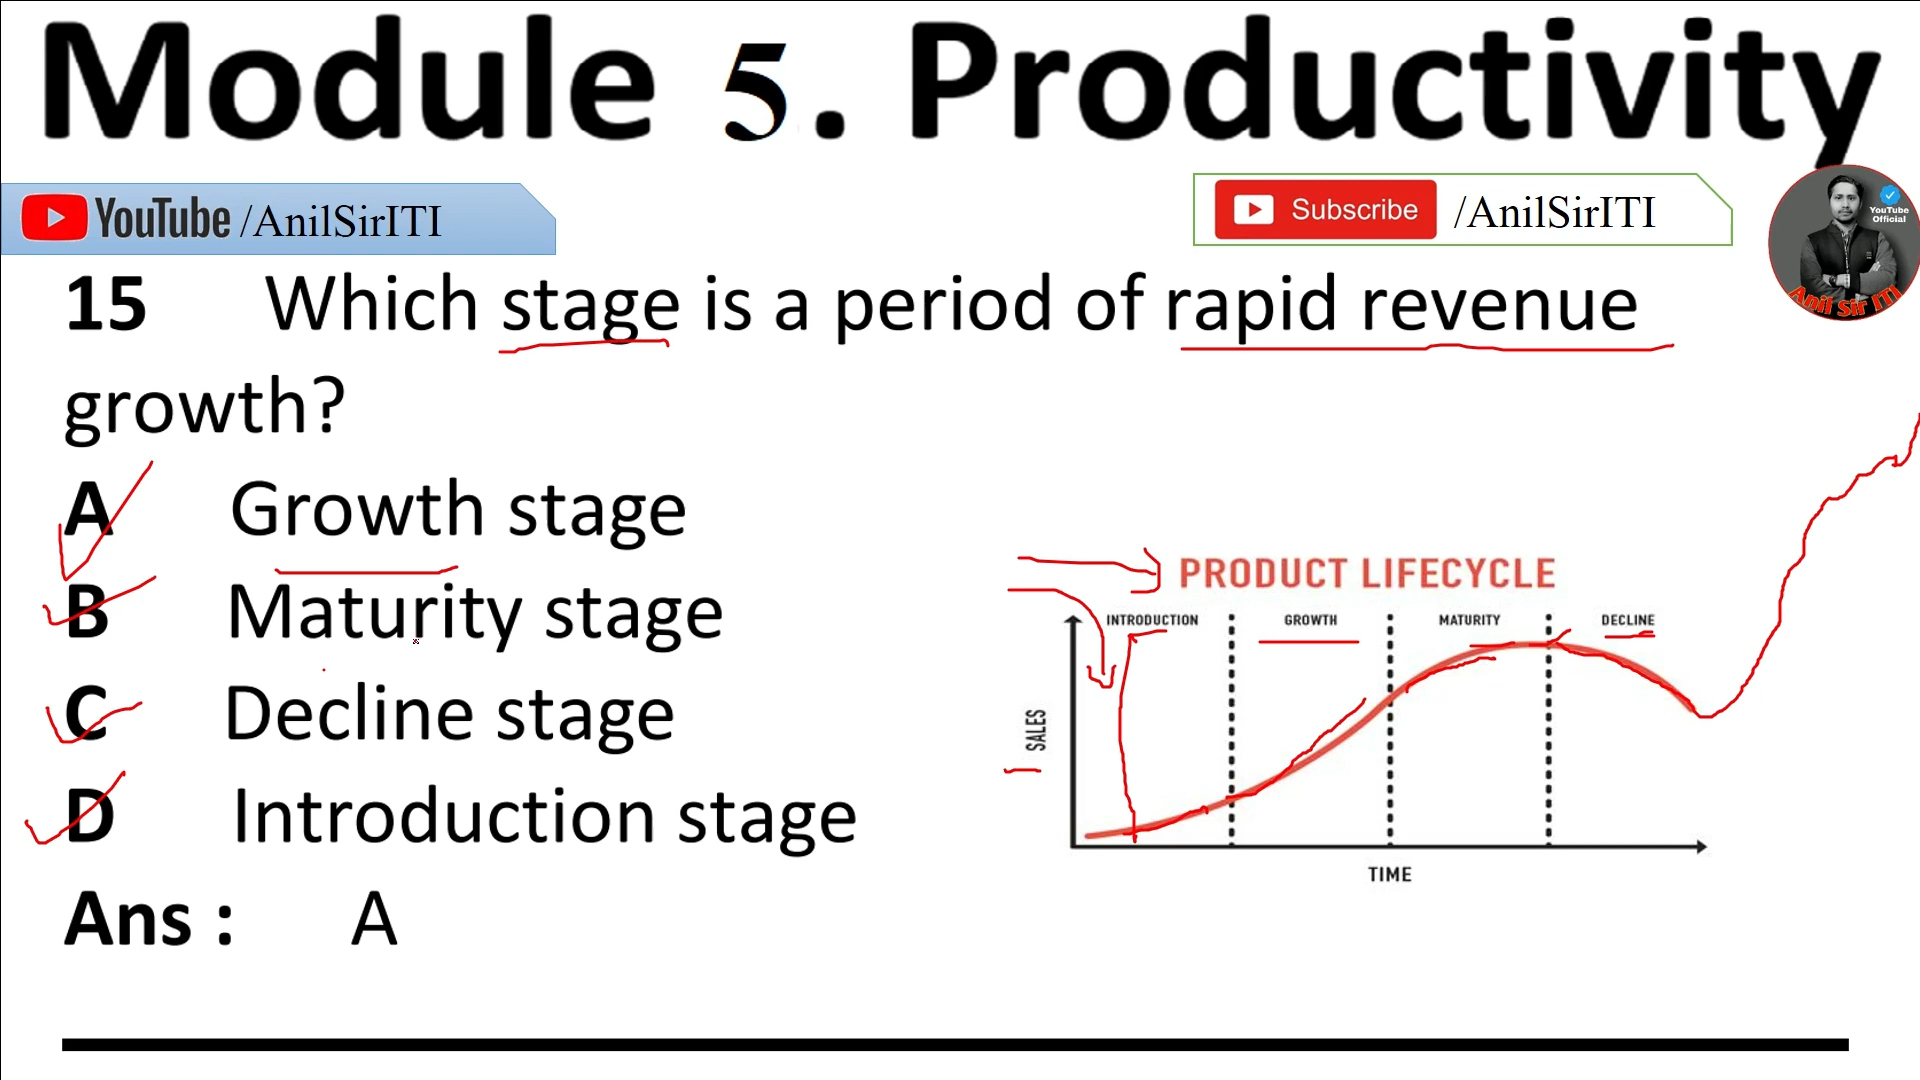 Module 5. Productivity
YouTube /AnilSirITI
Subscribe /AnilSirITI
YouTube
Official
Anil Sir ITI
15 Which stage is a period of rapid revenue
growth?
A Growth stage
B Maturity stage
C Decline stage
D Introduction stage
Ans : A
PRODUCT LIFECYCLE
INTRODUCTION GROWTH MATURITY DECLINE
SALES
TIME